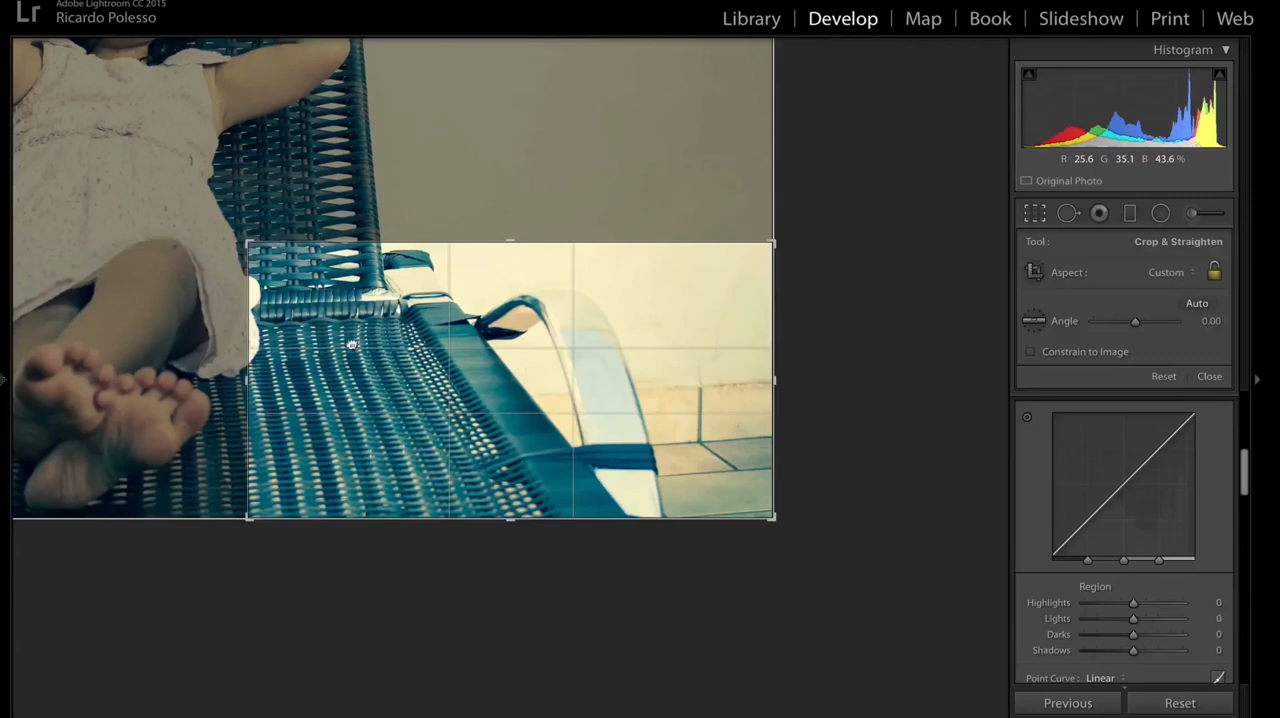 Lr
Adobe Lightroom CC 2015
Ricardo Polesso
Library | Develop | Map | Book | Slideshow | Print | Web
Histogram
R 25.6 G 35.1 B 43.6 %
Original Photo
Tool : Crop & Straighten
Aspect : Custom
Auto
Angle 0.00
Constrain to Image
Reset Close
Region
Highlights 0
Lights 0
Darks 0
Shadows 0
Point Curve : Linear
Previous Reset